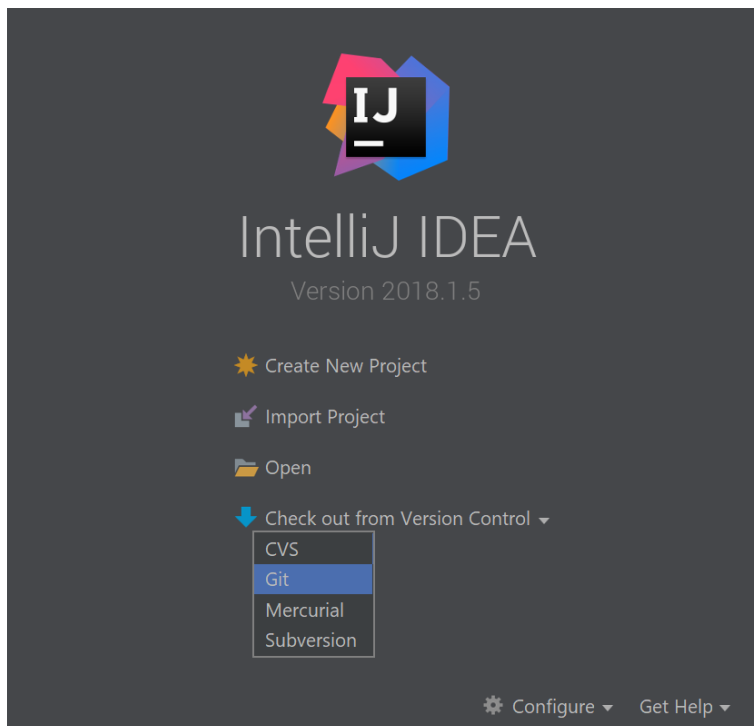 IJ
IntelliJ IDEA
Version 2018.1.5
Create New Project
Import Project
Open
Check out from Version Control
CVS
Git
Mercurial
Subversion
Configure Get Help